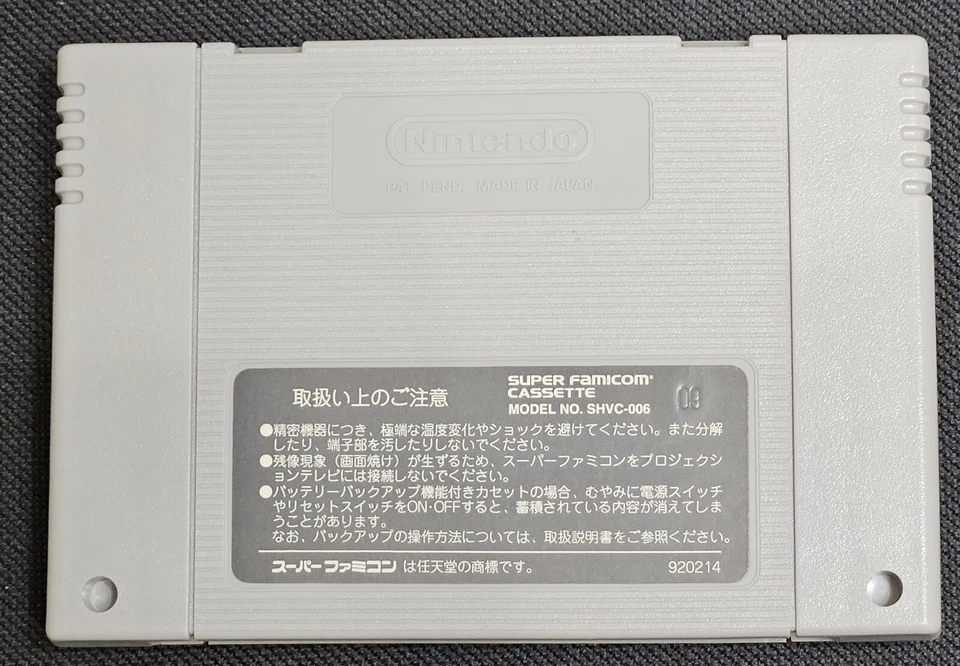 Nintendo®
PAT. PEND. MADE IN JAPAN
取扱い上のご注意
SUPER FAMICOM®
CASSETTE
MODEL NO. SHVC-006
09
●精密機器につき、極端な温度変化やショックを避けてください。また分解
したり、端子部を汚したりしないでください。
●残像現象（画面焼け）が生ずるため、スーパーファミコンをプロジェクシ
ョンテレビには接続しないでください。
●バッテリーバックアップ機能付きカセットの場合、むやみに電源スイッチ
やリセットスイッチをON・OFFすると、蓄積されている内容が消えてしま
うことがあります。
なお、バックアップの操作方法については、取扱説明書をご参照ください。
スーパーファミコン は任天堂の商標です。
920214